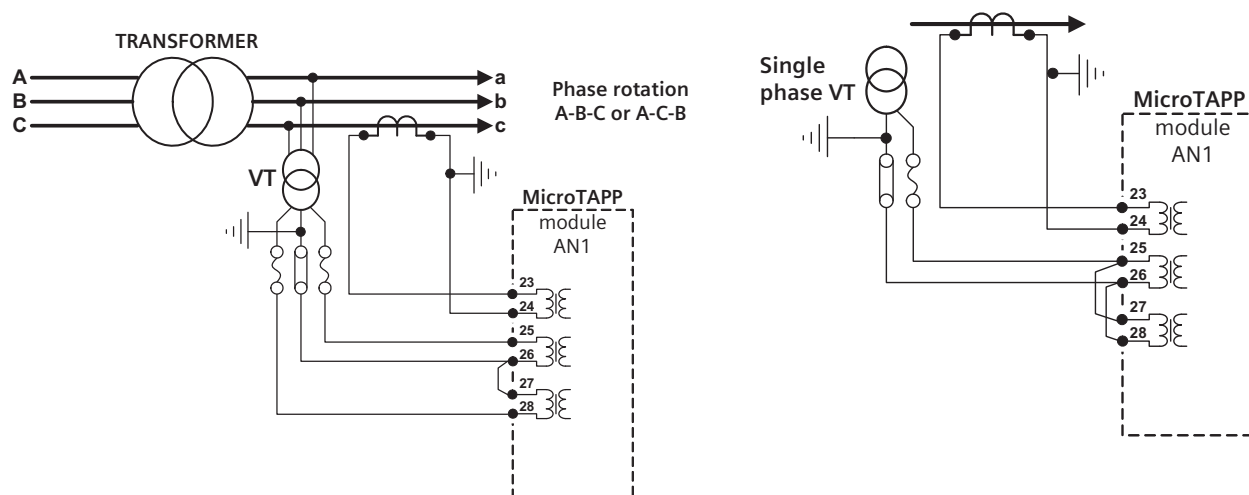 TRANSFORMER
A
a
B
b
C
c
Phase rotation
A-B-C or A-C-B
VT
MicroTAPP
module
AN1
23
24
25
26
27
28
Single
phase VT
MicroTAPP
module
AN1
23
24
25
26
27
28